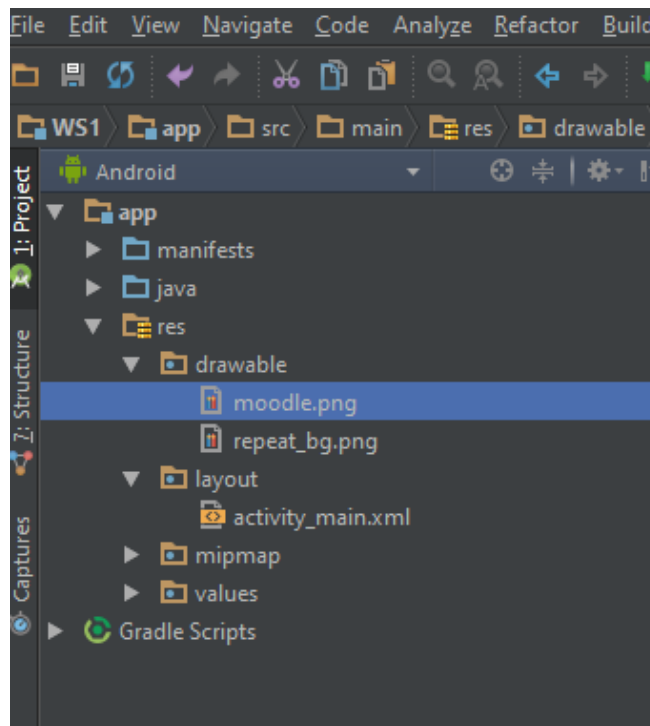 File Edit View Navigate Code Analyze Refactor Build
WS1 app src main res drawable
Android
1: Project
7: Structure
Captures
app
manifests
java
res
drawable
moodle.png
repeat_bg.png
layout
activity_main.xml
mipmap
values
Gradle Scripts